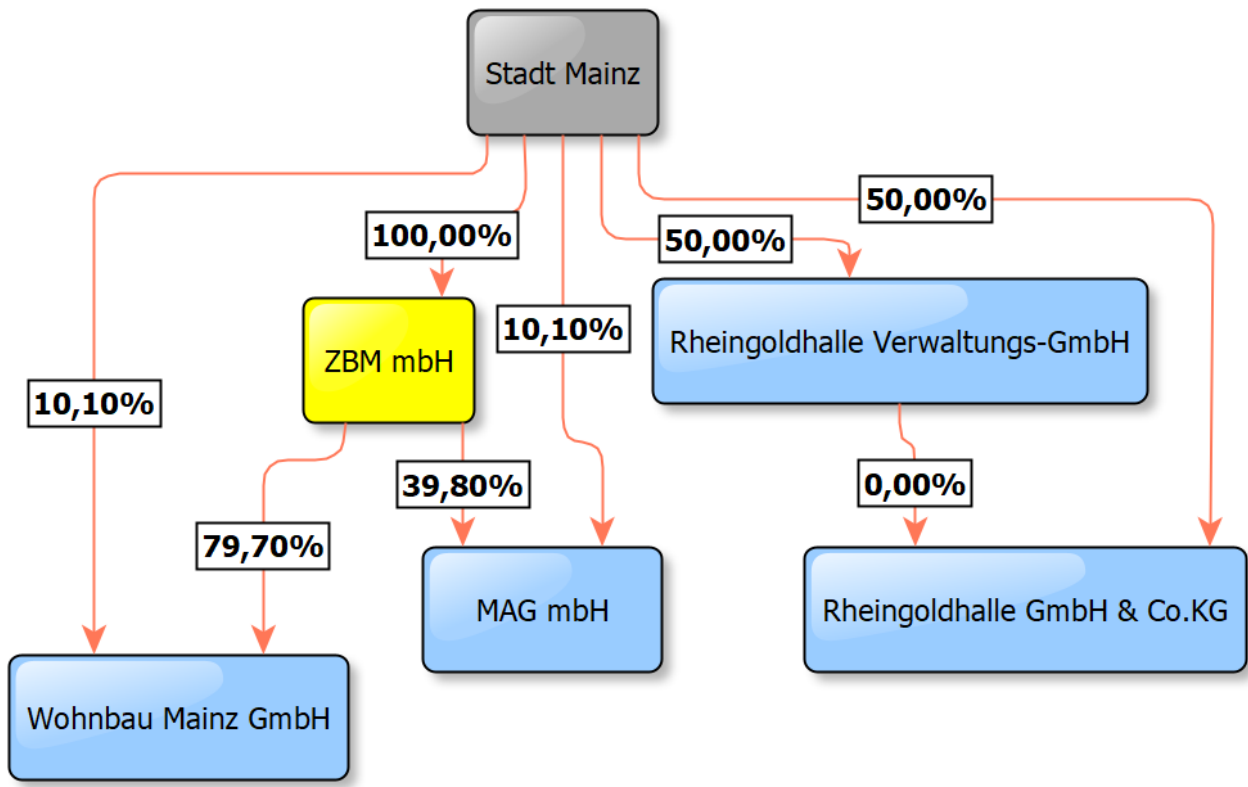 Stadt Mainz
50,00%
100,00%
50,00%
10,10%
Rheingoldhalle Verwaltungs-GmbH
ZBM mbH
10,10%
39,80%
0,00%
79,70%
MAG mbH
Rheingoldhalle GmbH & Co.KG
Wohnbau Mainz GmbH